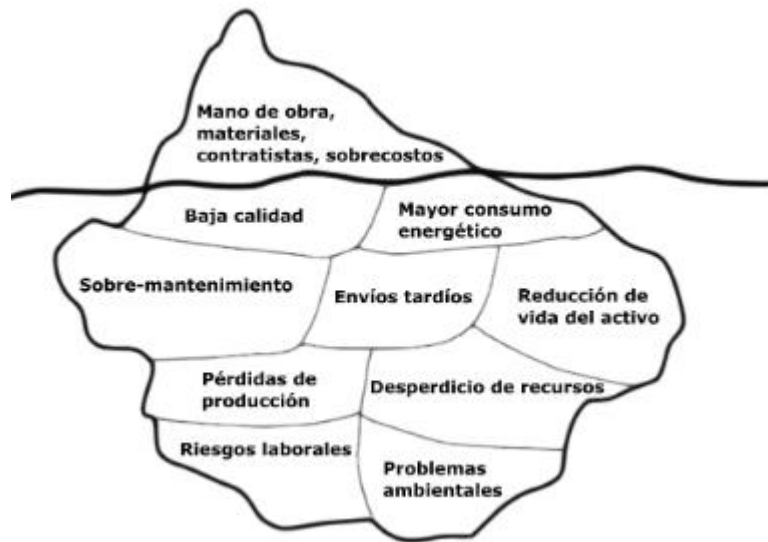 Mano de obra,
materiales,
contratistas, sobrecostos
Baja calidad
Mayor consumo
energético
Sobre-mantenimiento
Envíos tardíos
Reducción de
vida del activo
Pérdidas de
producción
Desperdicio de recursos
Riesgos laborales
Problemas
ambientales